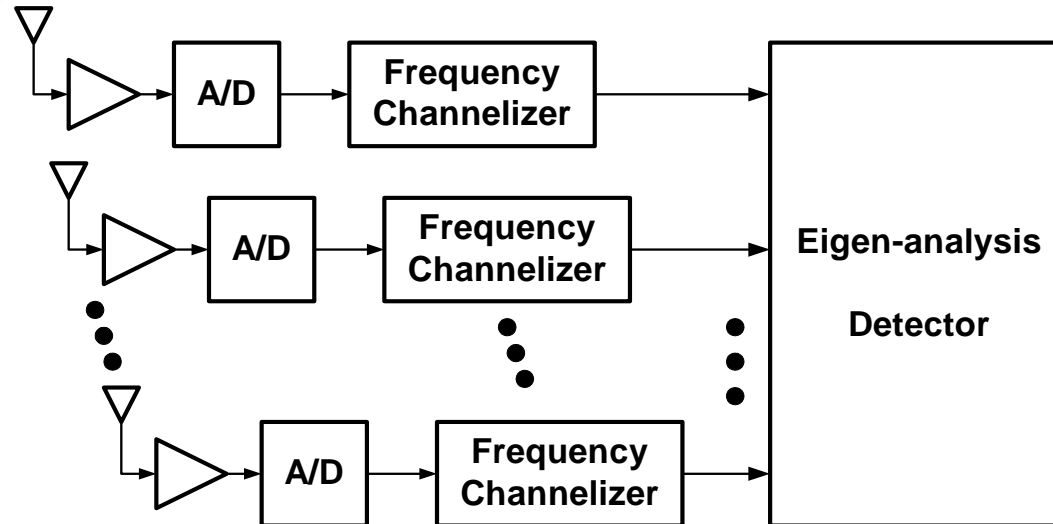 A/D
Frequency
Channelizer
A/D
Frequency
Channelizer
Eigen-analysis
Detector
A/D
Frequency
Channelizer